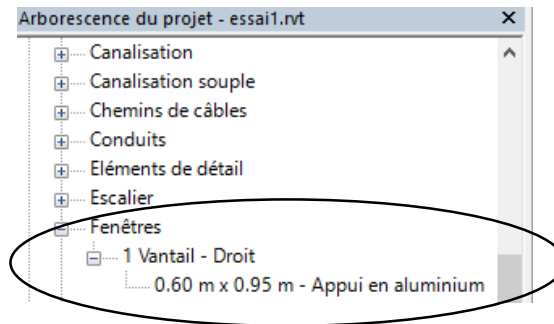 Arborescence du projet - essai1.rvt
Canalisation
Canalisation souple
Chemins de câbles
Conduits
Eléments de détail
Escalier
Fenêtres
1 Vantail - Droit
0.60 m x 0.95 m - Appui en aluminium